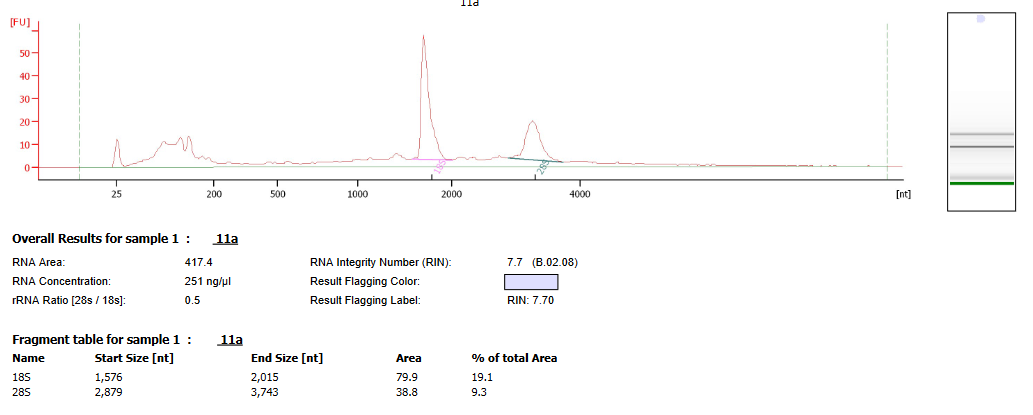 11a
[FU]
50
40
30
20
10
0
18S
28S
25 200 500 1000 2000 4000 [nt]
Overall Results for sample 1 : 11a
RNA Area: 417.4 RNA Integrity Number (RIN): 7.7 (B.02.08)
RNA Concentration: 251 ng/µl Result Flagging Color:
rRNA Ratio [28s / 18s]: 0.5 Result Flagging Label: RIN: 7.70
Fragment table for sample 1 : 11a
Name Start Size [nt] End Size [nt] Area % of total Area
18S 1,576 2,015 79.9 19.1
28S 2,879 3,743 38.8 9.3